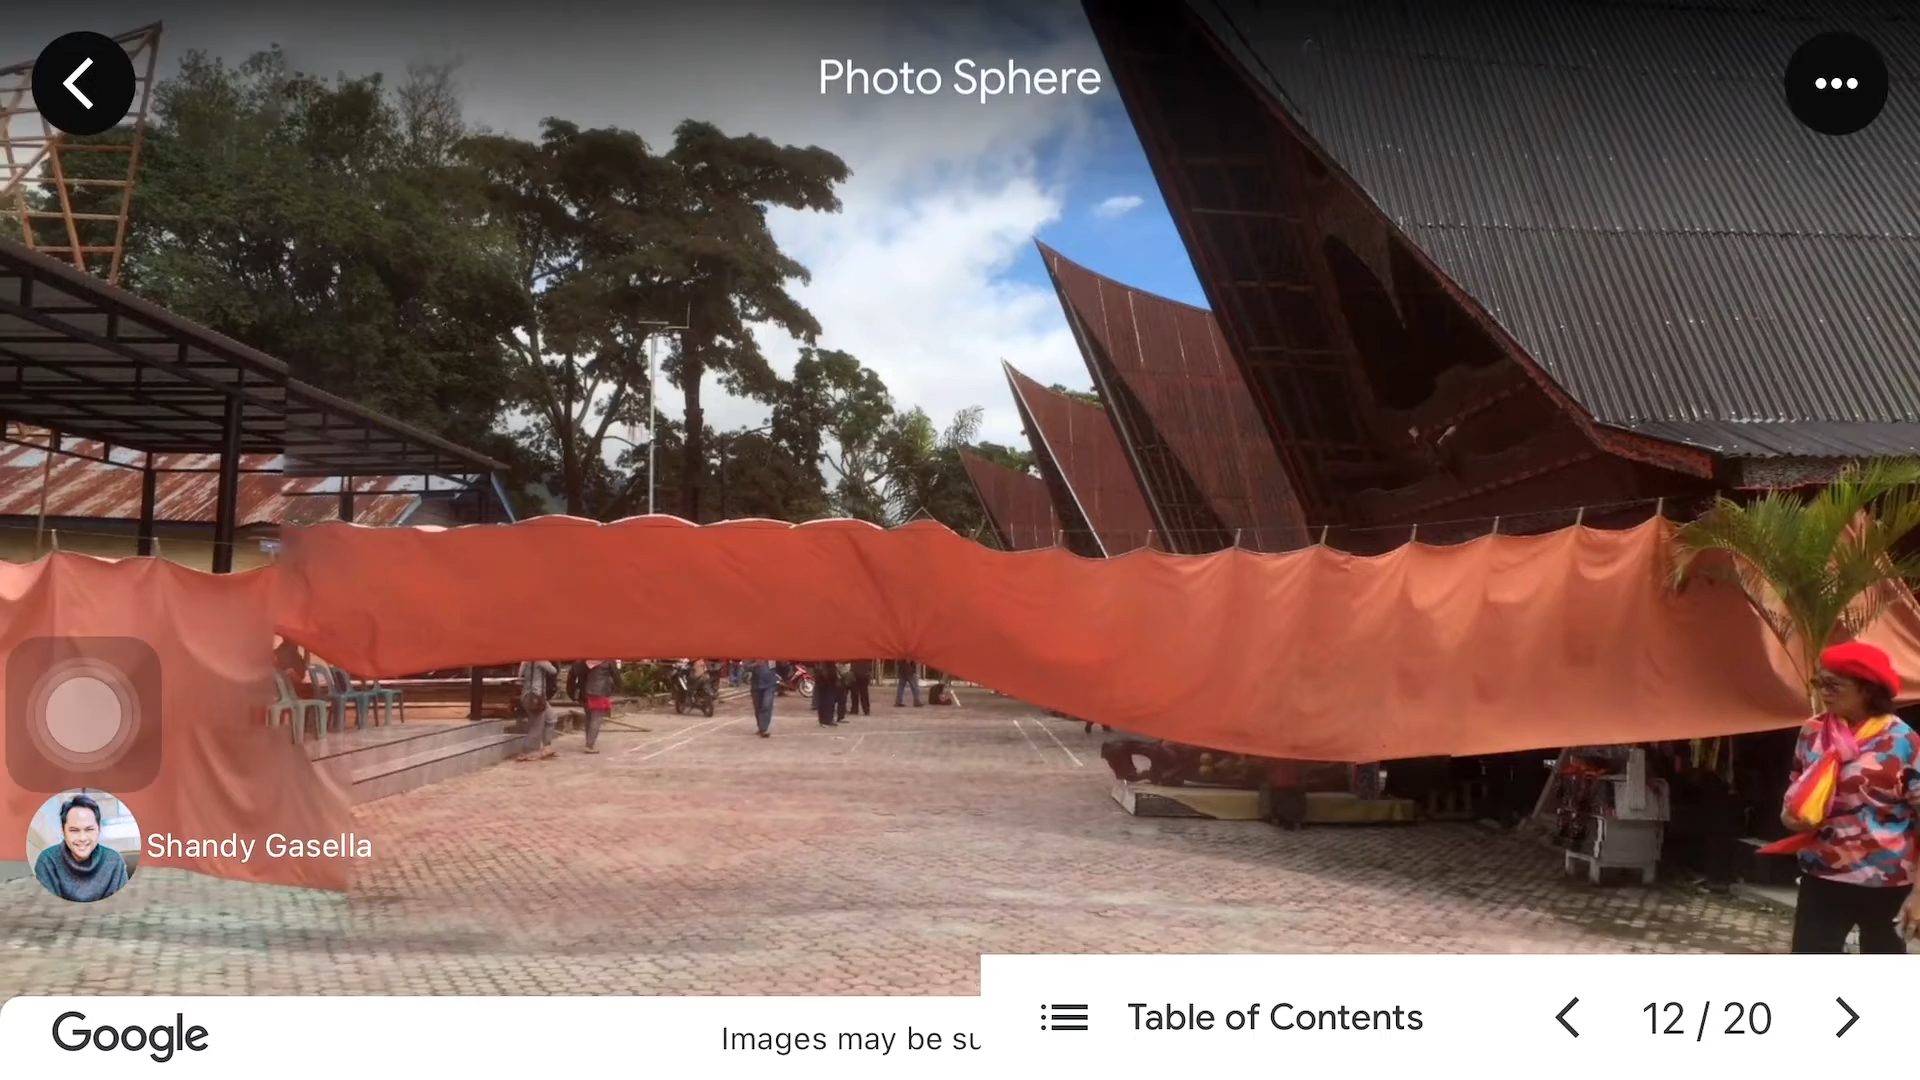 Photo Sphere
Shandy Gasella
Google
Images may be su
Table of Contents
12 / 20